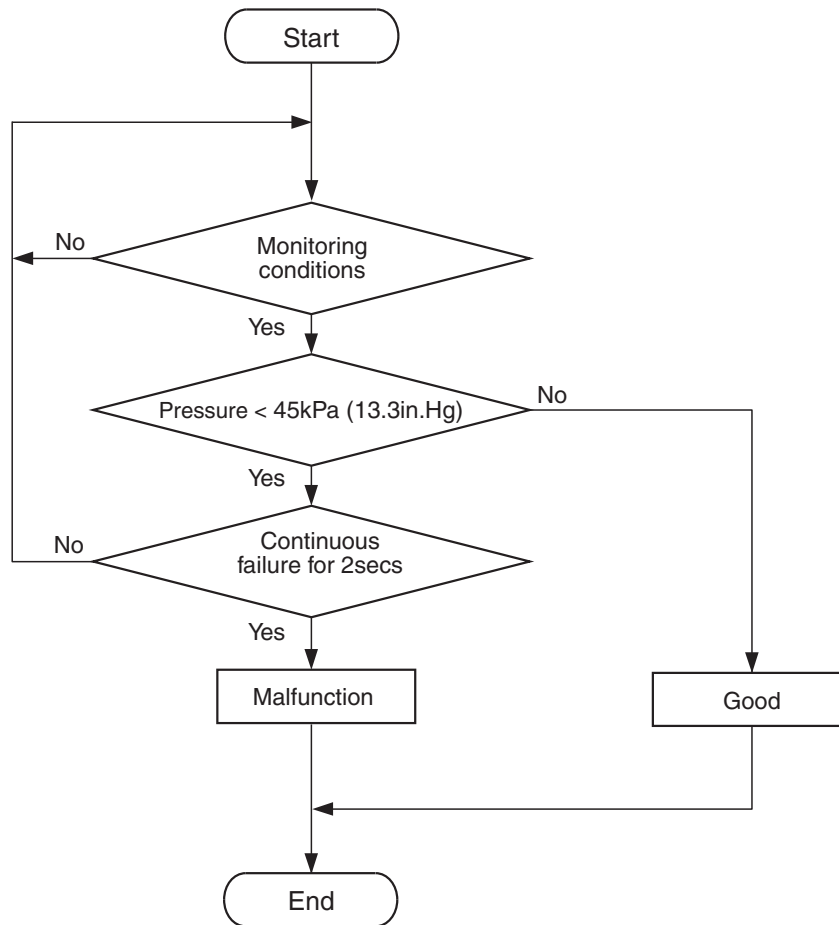 Start
No
Monitoring
conditions
Yes
No
Pressure < 45kPa (13.3in.Hg)
Yes
No
Continuous
failure for 2secs
Yes
Malfunction
Good
End